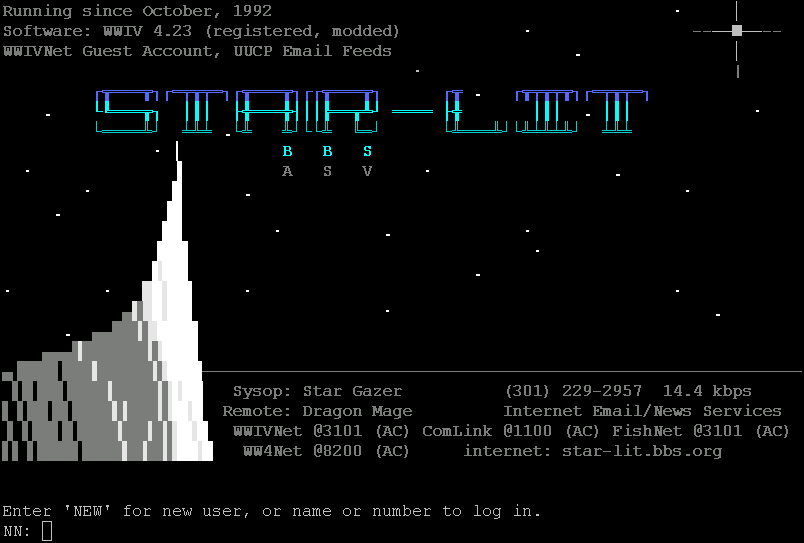 Running since October, 1992
Software: WWIV 4.23 (registered, modded)
WWIVNet Guest Account, UUCP Email Feeds
STAR-LIT
B B S
A S V
Sysop: Star Gazer (301) 229-2957 14.4 kbps
Remote: Dragon Mage Internet Email/News Services
WWIVNet @3101 (AC) ComLink @1100 (AC) FishNet @3101 (AC)
WW4Net @8200 (AC) internet: star-lit.bbs.org
Enter 'NEW' for new user, or name or number to log in.
NN: